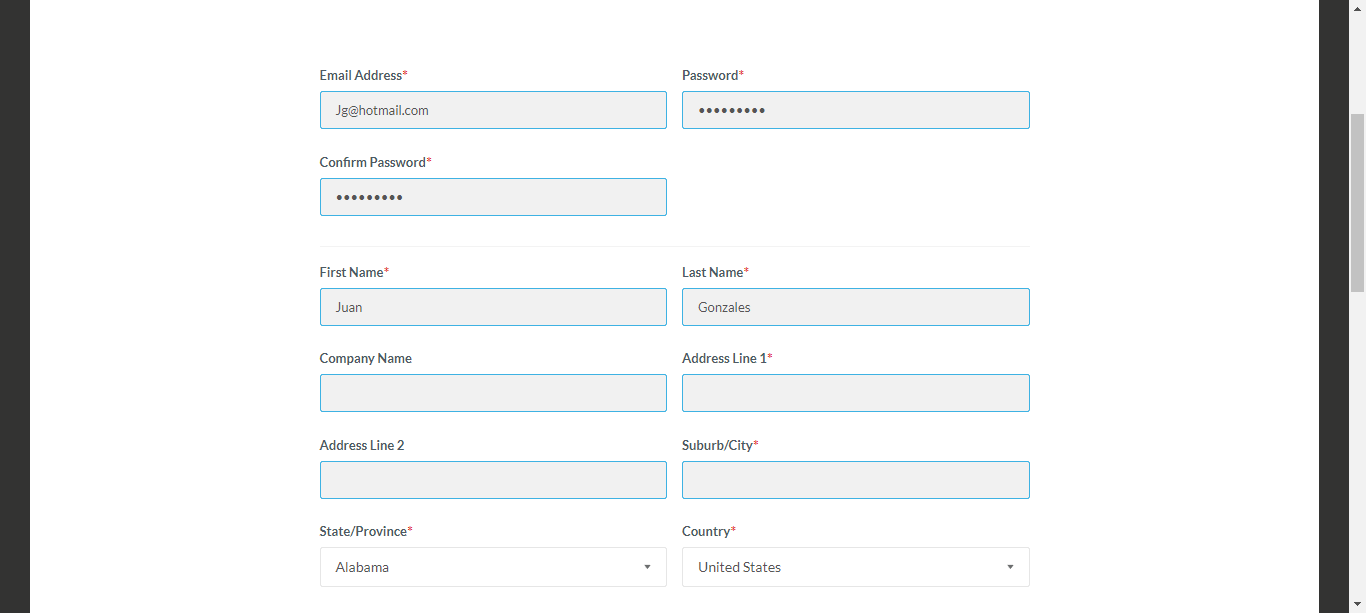 Email Address* Password*
Jg@hotmail.com •••••••••
Confirm Password*
•••••••••
First Name* Last Name*
Juan Gonzales
Company Name Address Line 1*
Address Line 2 Suburb/City*
State/Province* Country*
Alabama United States